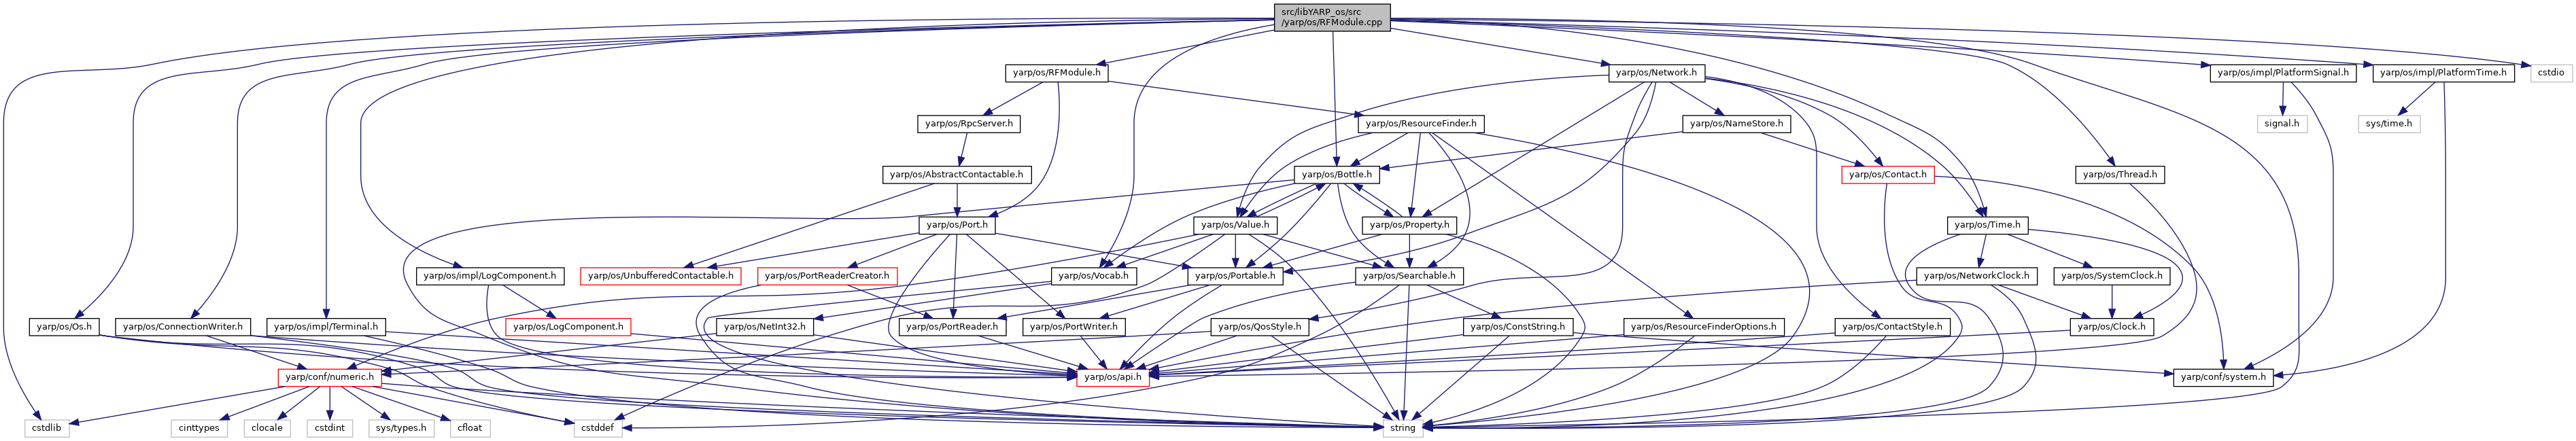 src/libYARP_os/src
/yarp/os/RFModule.cpp
yarp/os/RFModule.h
yarp/os/Network.h
yarp/os/impl/PlatformSignal.h
yarp/os/impl/PlatformTime.h
cstdio
yarp/os/RpcServer.h
yarp/os/ResourceFinder.h
yarp/os/NameStore.h
signal.h
sys/time.h
yarp/os/AbstractContactable.h
yarp/os/Bottle.h
yarp/os/Contact.h
yarp/os/Thread.h
yarp/os/Port.h
yarp/os/Value.h
yarp/os/Property.h
yarp/os/Time.h
yarp/os/impl/LogComponent.h
yarp/os/UnbufferedContactable.h
yarp/os/PortReaderCreator.h
yarp/os/Vocab.h
yarp/os/Portable.h
yarp/os/Searchable.h
yarp/os/NetworkClock.h
yarp/os/SystemClock.h
yarp/os/Os.h
yarp/os/ConnectionWriter.h
yarp/os/impl/Terminal.h
yarp/os/LogComponent.h
yarp/os/NetInt32.h
yarp/os/PortReader.h
yarp/os/PortWriter.h
yarp/os/QosStyle.h
yarp/os/ConstString.h
yarp/os/ResourceFinderOptions.h
yarp/os/ContactStyle.h
yarp/os/Clock.h
yarp/conf/numeric.h
yarp/os/api.h
yarp/conf/system.h
cstdlib
cinttypes
clocale
cstdint
sys/types.h
cfloat
cstddef
string